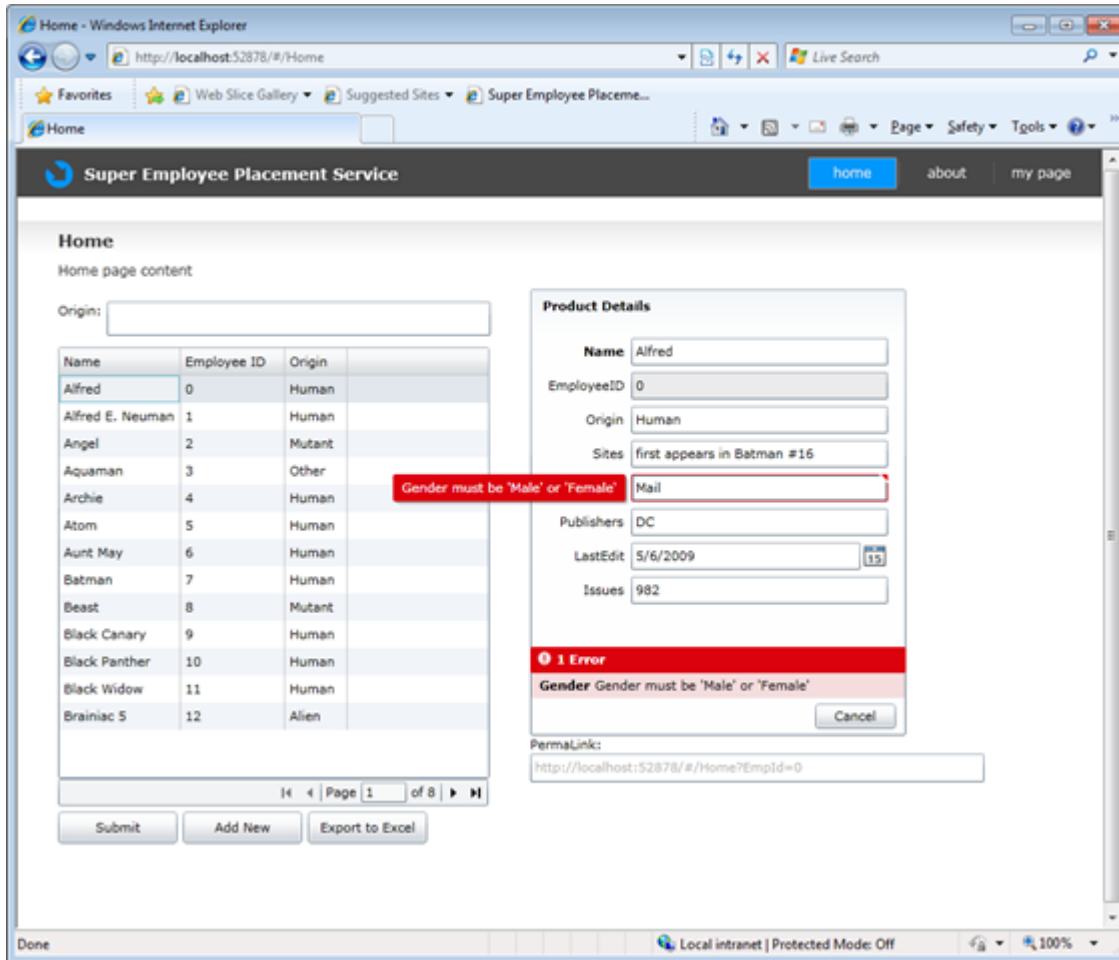 Home - Windows Internet Explorer
http://localhost:52878/#/Home
Live Search
Favorites Web Slice Gallery Suggested Sites Super Employee Placeme...
Home
Page Safety Tools
Super Employee Placement Service
home about my page
Home
Home page content
Origin:
Name Employee ID Origin
Alfred 0 Human
Alfred E. Neuman 1 Human
Angel 2 Mutant
Aquaman 3 Other
Archie 4 Human
Atom 5 Human
Aunt May 6 Human
Batman 7 Human
Beast 8 Mutant
Black Canary 9 Human
Black Panther 10 Human
Black Widow 11 Human
Brainiac 5 12 Alien
Page 1 of 8
Submit Add New Export to Excel
Product Details
Name Alfred
EmployeeID 0
Origin Human
Sites first appears in Batman #16
Gender must be 'Male' or 'Female' Mail
Publishers DC
LastEdit 5/6/2009 15
Issues 982
1 Error
Gender Gender must be 'Male' or 'Female'
Cancel
PermaLink:
http://localhost:52878/#/Home?EmpId=0
Done
Local intranet | Protected Mode: Off
100%